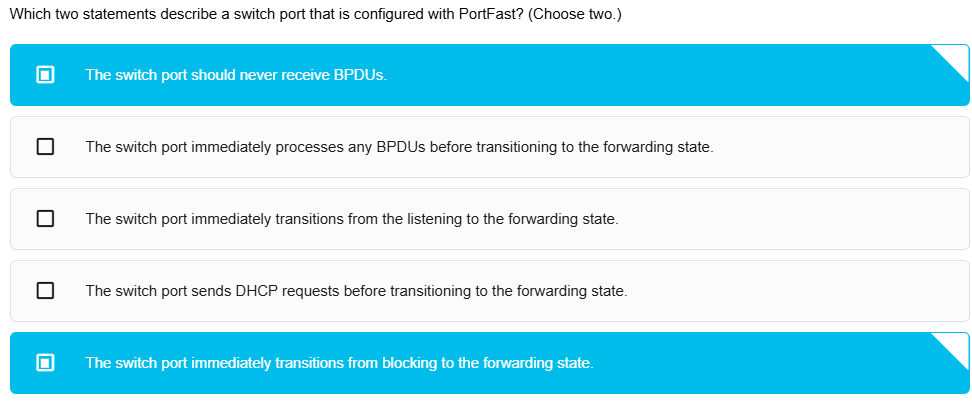 Which two statements describe a switch port that is configured with PortFast? (Choose two.)
The switch port should never receive BPDUs.
The switch port immediately processes any BPDUs before transitioning to the forwarding state.
The switch port immediately transitions from the listening to the forwarding state.
The switch port sends DHCP requests before transitioning to the forwarding state.
The switch port immediately transitions from blocking to the forwarding state.